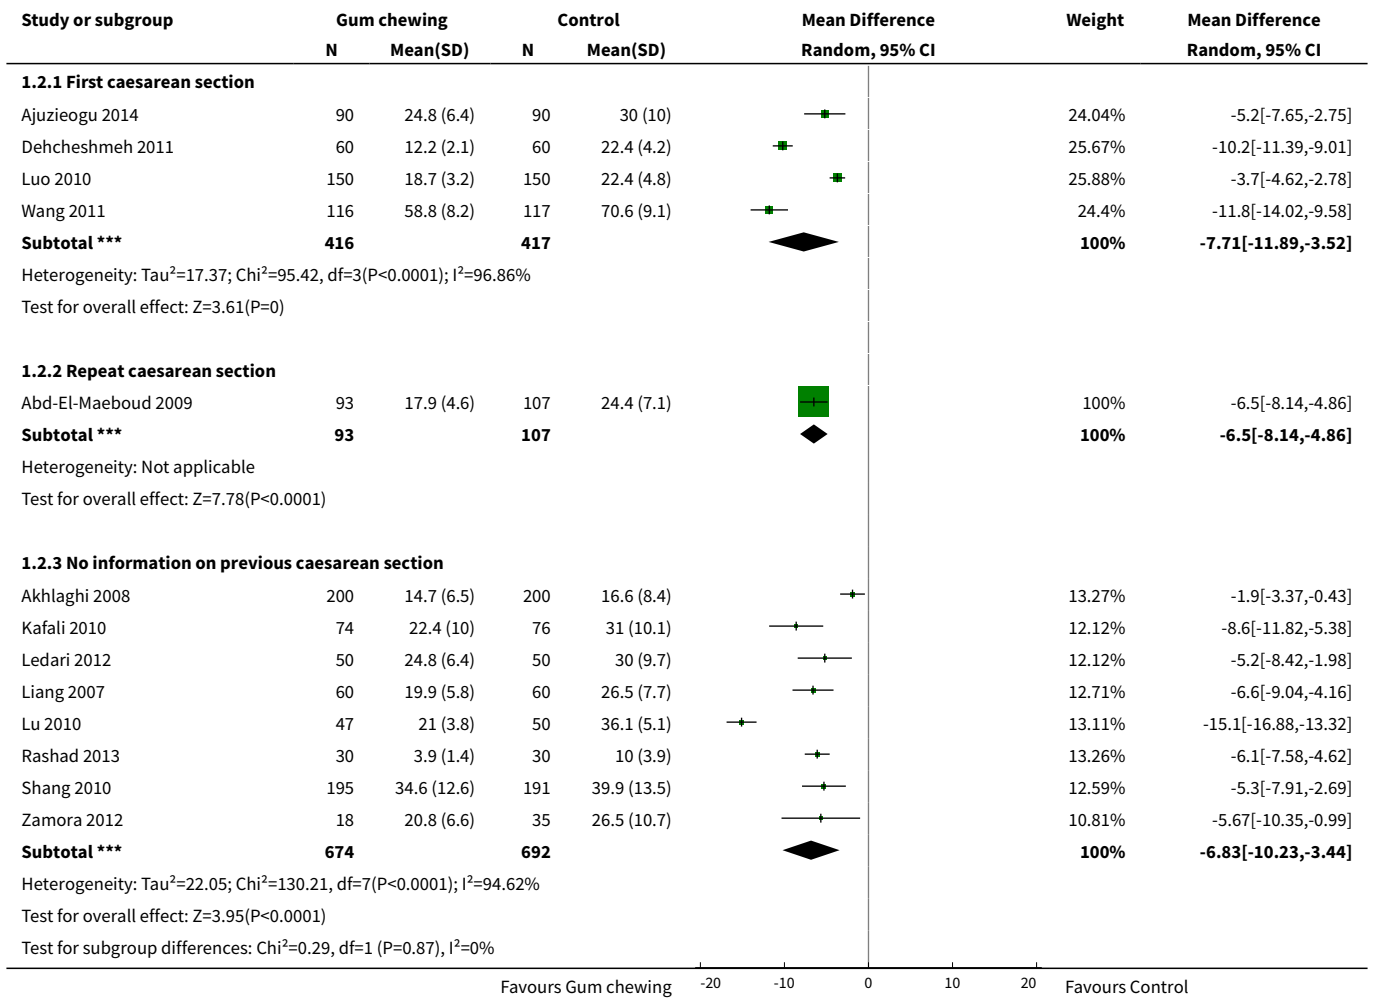 Study or subgroup Gum chewing Control Mean Difference Weight Mean Difference
N Mean(SD) N Mean(SD) Random, 95% CI Random, 95% CI
1.2.1 First caesarean section
Ajuzieogu 2014 90 24.8 (6.4) 90 30 (10) 24.04% -5.2[-7.65,-2.75]
Dehcheshmeh 2011 60 12.2 (2.1) 60 22.4 (4.2) 25.67% -10.2[-11.39,-9.01]
Luo 2010 150 18.7 (3.2) 150 22.4 (4.8) 25.88% -3.7[-4.62,-2.78]
Wang 2011 116 58.8 (8.2) 117 70.6 (9.1) 24.4% -11.8[-14.02,-9.58]
Subtotal *** 416 417 100% -7.71[-11.89,-3.52]
Heterogeneity: Tau²=17.37; Chi²=95.42, df=3(P<0.0001); I²=96.86%
Test for overall effect: Z=3.61(P=0)
1.2.2 Repeat caesarean section
Abd-El-Maeboud 2009 93 17.9 (4.6) 107 24.4 (7.1) 100% -6.5[-8.14,-4.86]
Subtotal *** 93 107 100% -6.5[-8.14,-4.86]
Heterogeneity: Not applicable
Test for overall effect: Z=7.78(P<0.0001)
1.2.3 No information on previous caesarean section
Akhlaghi 2008 200 14.7 (6.5) 200 16.6 (8.4) 13.27% -1.9[-3.37,-0.43]
Kafali 2010 74 22.4 (10) 76 31 (10.1) 12.12% -8.6[-11.82,-5.38]
Ledari 2012 50 24.8 (6.4) 50 30 (9.7) 12.12% -5.2[-8.42,-1.98]
Liang 2007 60 19.9 (5.8) 60 26.5 (7.7) 12.71% -6.6[-9.04,-4.16]
Lu 2010 47 21 (3.8) 50 36.1 (5.1) 13.11% -15.1[-16.88,-13.32]
Rashad 2013 30 3.9 (1.4) 30 10 (3.9) 13.26% -6.1[-7.58,-4.62]
Shang 2010 195 34.6 (12.6) 191 39.9 (13.5) 12.59% -5.3[-7.91,-2.69]
Zamora 2012 18 20.8 (6.6) 35 26.5 (10.7) 10.81% -5.67[-10.35,-0.99]
Subtotal *** 674 692 100% -6.83[-10.23,-3.44]
Heterogeneity: Tau²=22.05; Chi²=130.21, df=7(P<0.0001); I²=94.62%
Test for overall effect: Z=3.95(P<0.0001)
Test for subgroup differences: Chi²=0.29, df=1 (P=0.87), I²=0%
Favours Gum chewing -20 -10 0 10 20 Favours Control